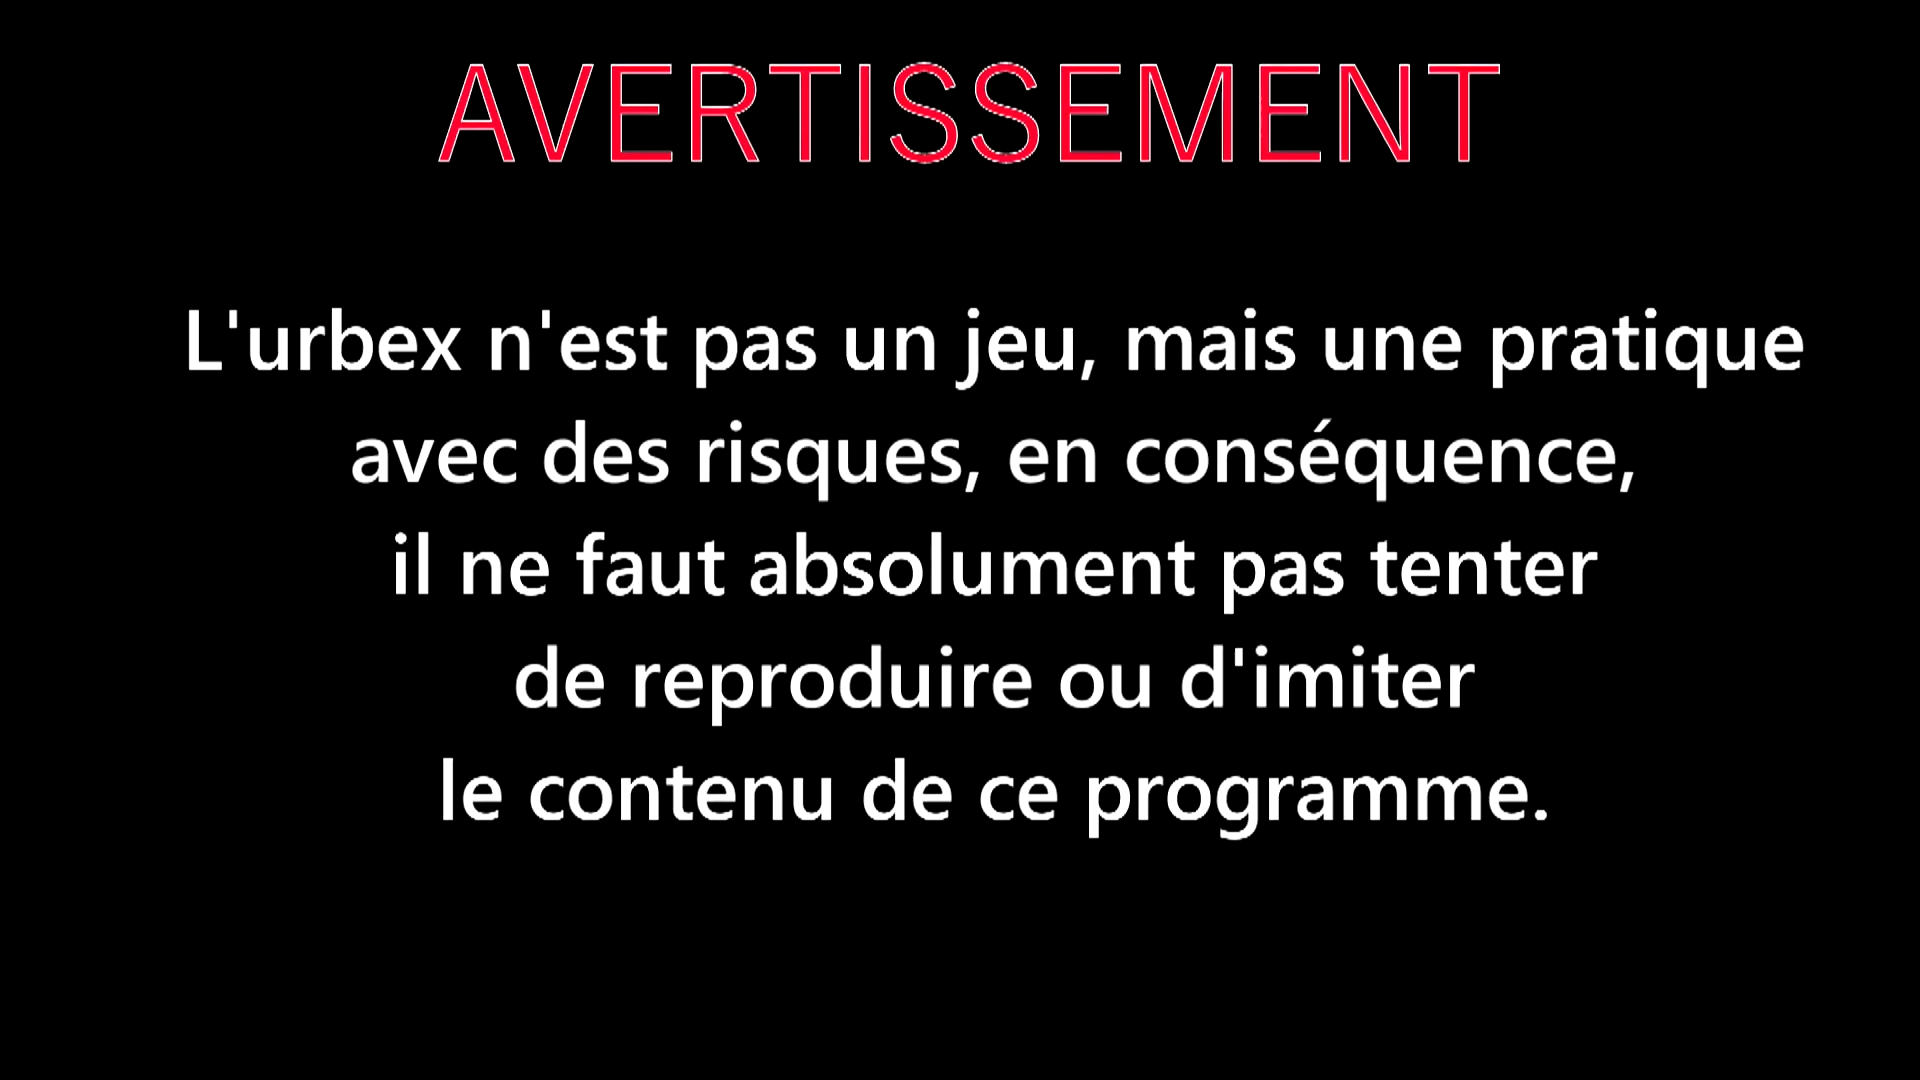 AVERTISSEMENT
L'urbex n'est pas un jeu, mais une pratique
avec des risques, en conséquence,
il ne faut absolument pas tenter
de reproduire ou d'imiter
le contenu de ce programme.